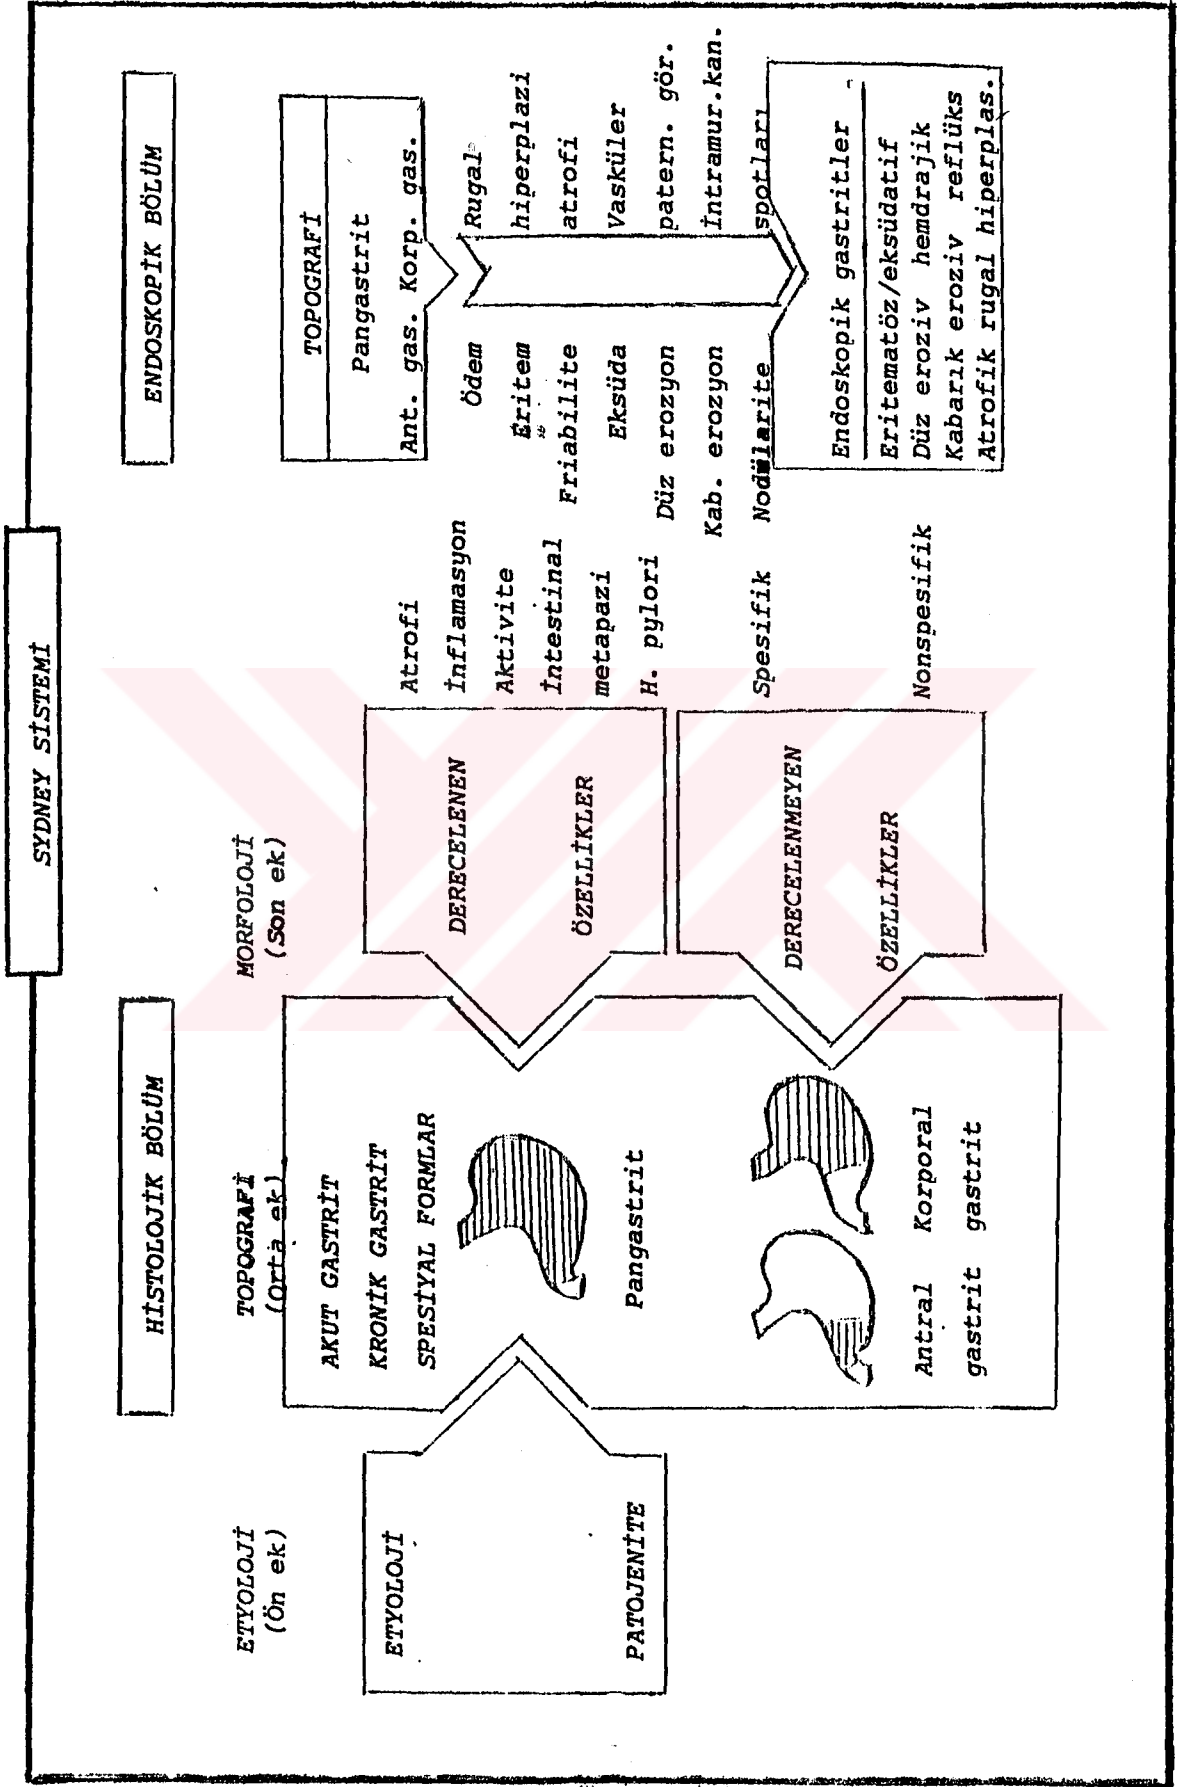 SYDNEY SİSTEMİ
HİSTOLOJİK BÖLÜM
ETYOLOJİ
(Ön ek)
TOPOGRAFİ
(Orta ek)
MORFOLOJİ
(Son ek)
ETYOLOJİ
PATOJENİTE
AKUT GASTRİT
KRONİK GASTRİT
SPESİYAL FORMLAR
Pangastrit
Antral Korporal
gastrit gastrit
DERECELENEN
ÖZELLİKLER
Atrofi
İnflamasyon
Aktivite
İntestinal
metapazi
H. pylori
DERECELENMEYEN
ÖZELLİKLER
Spesifik
Nonspesifik
ENDOSKOPİK BÖLÜM
TOPOGRAFİ
Pangastrit
Ant. gas. Korp. gas.
Ödem
Eritem
Friabilite
Eksüda
Düz erozyon
Kab. erozyon
Nodülarite
Rugal
hiperplazi
atrofi
Vasküler
patern. gör.
İntramur.kan.
spotları
Endoskopik gastritler
Eritematöz/eksüdatif
Düz eroziv hemdrajik
Kabarık eroziv reflüks
Atrofik rugal hiperplas.